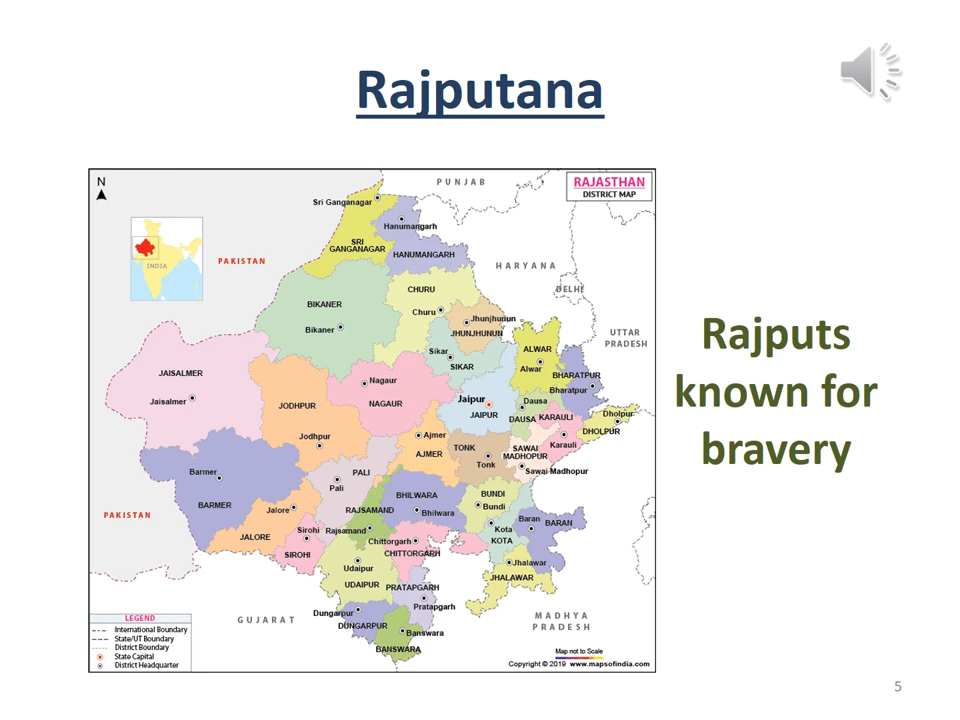 Rajputana
N
PUNJAB
RAJASTHAN
DISTRICT MAP
Sri Ganganagar
Hanumangarh
SRI
GANGANAGAR
HANUMANGARH
PAKISTAN
INDIA
HARYANA
CHURU
DELHI
BIKANER
Churu
Jhunjhunun
Bikaner
JHUNJHUNUN
UTTAR
PRADESH
Rajputs
known for
bravery
Sikar
SIKAR
ALWAR
Alwar
BHARATPUR
Bharatpur
JAISALMER
Jaisalmer
Nagaur
NAGAUR
JODHPUR
Jaipur
JAIPUR
Dausa
DAUSA
KARAULI
Karauli
Dholpur
DHOLPUR
Jodhpur
Ajmer
AJMER
TONK
Tonk
SAWAI
MADHOPUR
Sawai Madhopur
Barmer
BARMER
PALI
Pali
BHILWARA
Bhilwara
BUNDI
Bundi
Jalore
JALORE
RAJSAMAND
Rajsamand
PAKISTAN
Sirohi
SIROHI
Chittorgarh
CHITTORGARH
Kota
KOTA
Baran
BARAN
Udaipur
UDAIPUR
PRATAPGARH
Pratapgarh
Jhalawar
JHALAWAR
GUJARAT
Dungarpur
DUNGARPUR
Banswara
BANSWARA
MADHYA
PRADESH
LEGEND
International Boundary
State/UT Boundary
District Boundary
State Capital
District Headquarter
Map not to Scale
Copyright © 2019 www.mapsofindia.com
5